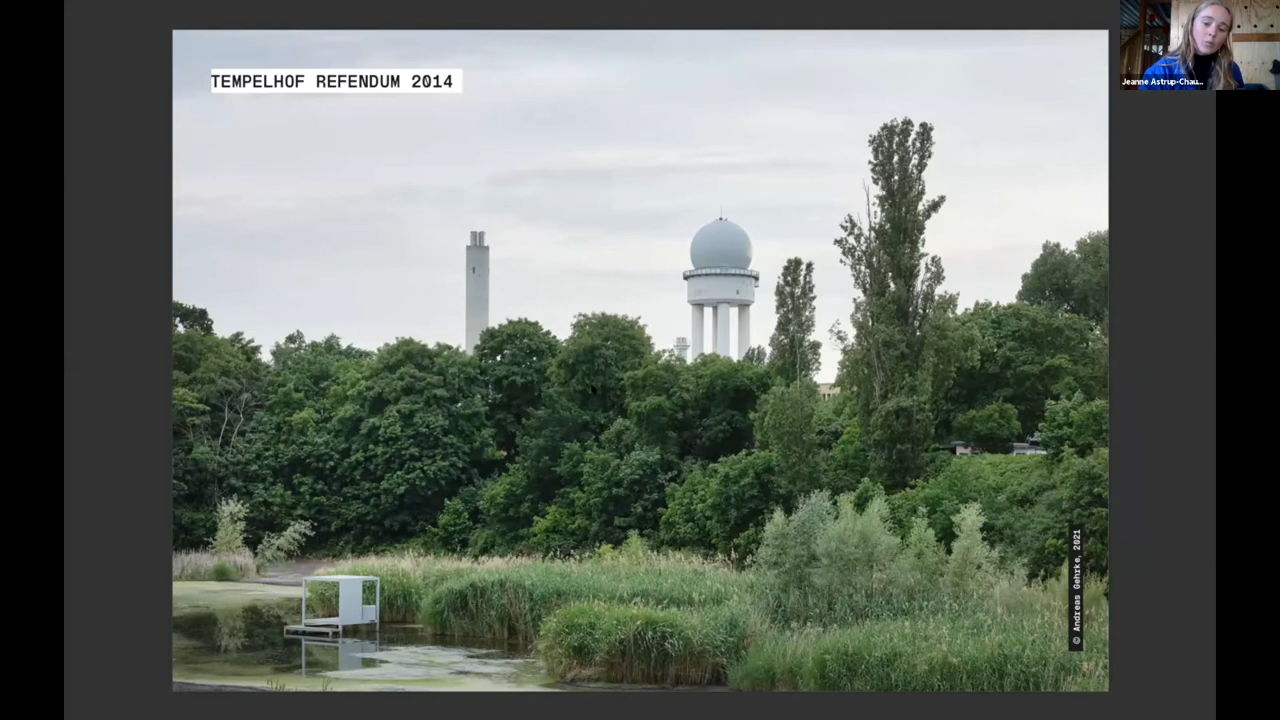 TEMPELHOF REFENDUM 2014
Jeanne Astrup-Chau...
© Andreas Gehrke, 2021